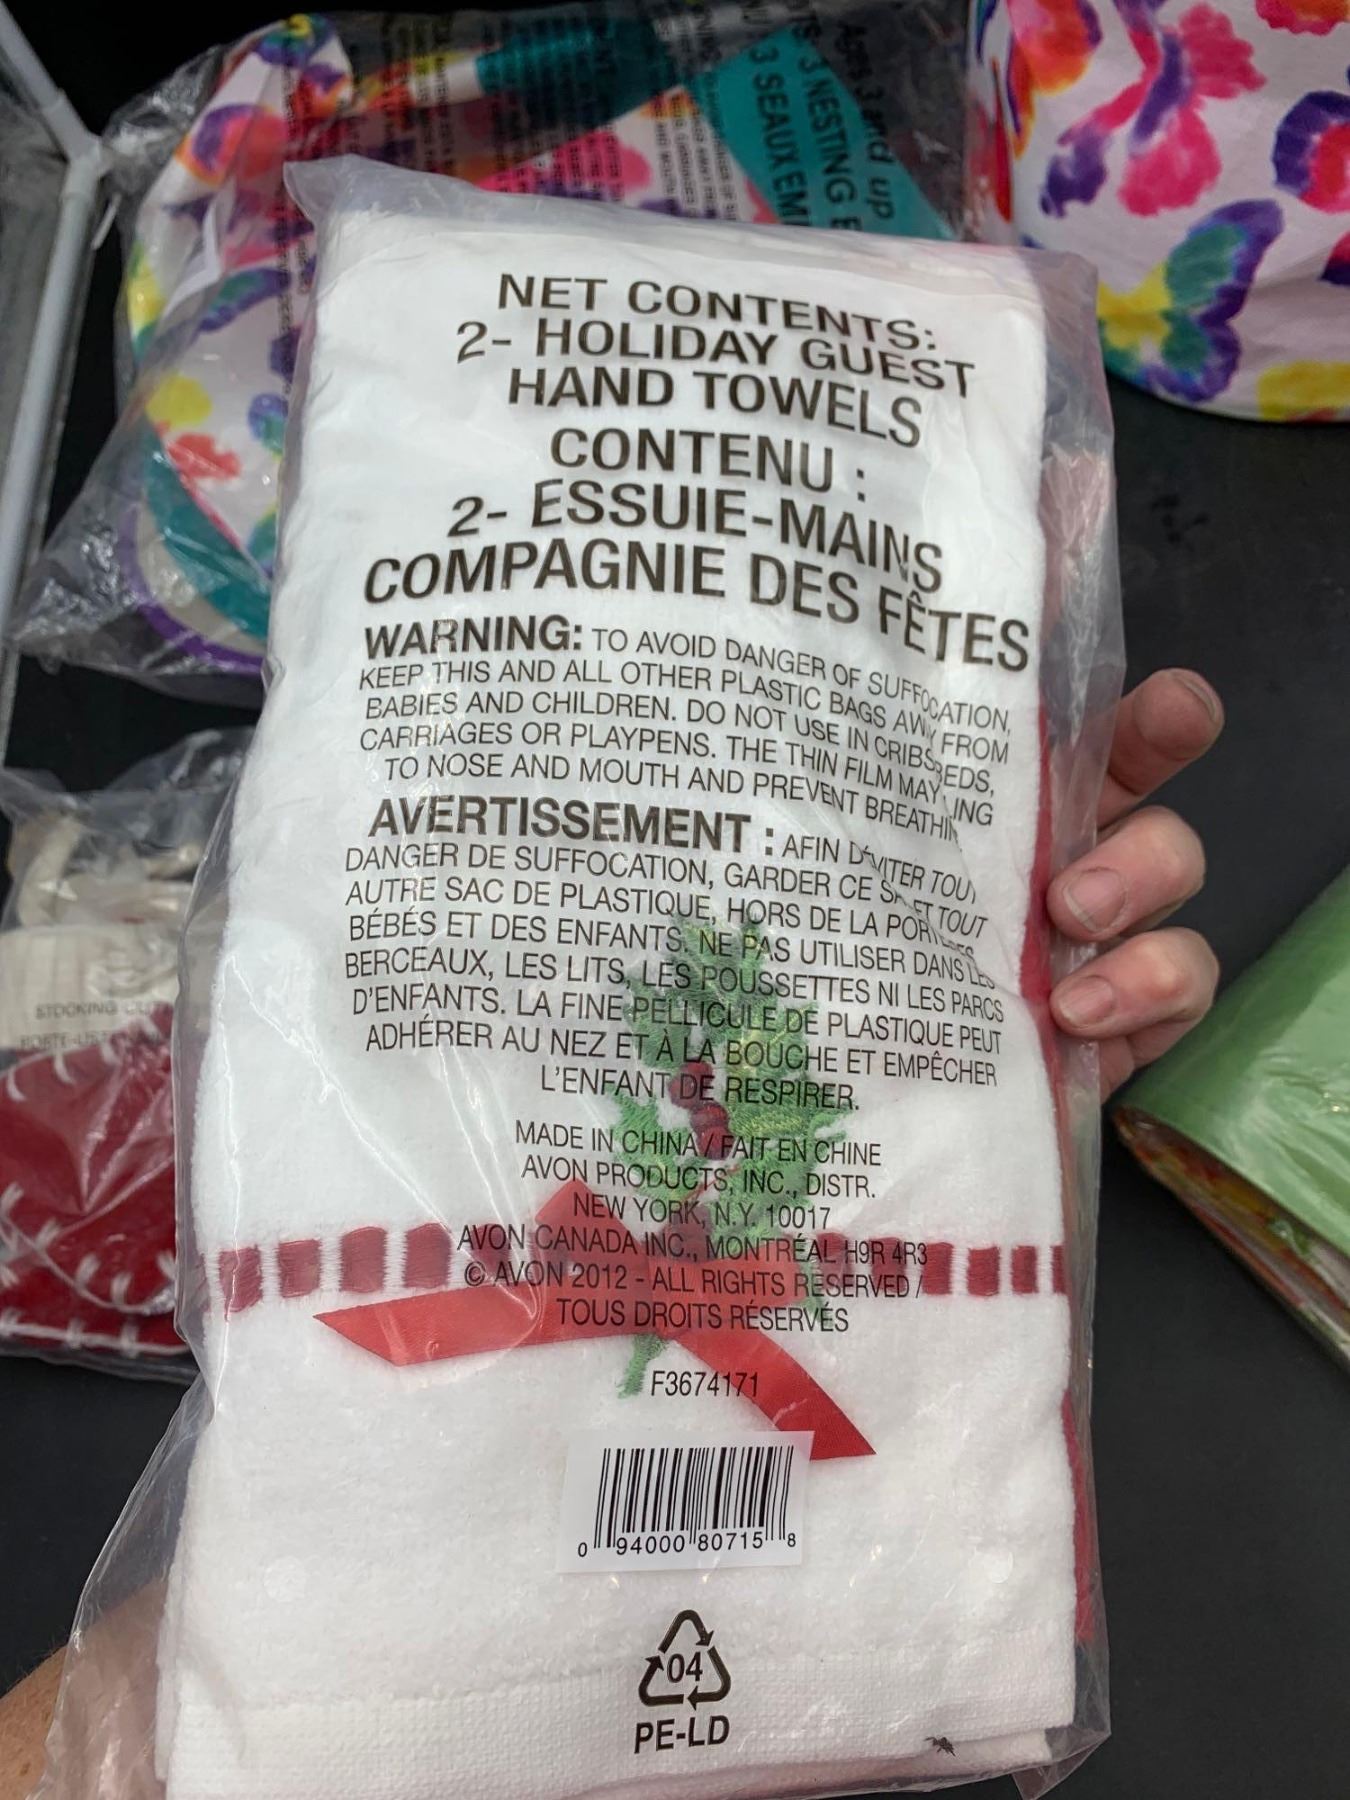 Ages 3 and up
TS: 3 NESTING
3 SEAUX EM
STOCKING
NET CONTENTS:
2- HOLIDAY GUEST
HAND TOWELS
CONTENU :
2- ESSUIE-MAINS
COMPAGNIE DES FÊTES
WARNING: TO AVOID DANGER OF SUFFOCATION,
KEEP THIS AND ALL OTHER PLASTIC BAGS AWAY FROM
BABIES AND CHILDREN. DO NOT USE IN CRIBS, BEDS,
CARRIAGES OR PLAYPENS. THE THIN FILM MAY CLING
TO NOSE AND MOUTH AND PREVENT BREATHING
AVERTISSEMENT : AFIN D'ÉVITER TOUT
DANGER DE SUFFOCATION, GARDER CE SAC ET TOUT
AUTRE SAC DE PLASTIQUE, HORS DE LA PORTÉE DES
BÉBÉS ET DES ENFANTS. NE PAS UTILISER DANS LES
BERCEAUX, LES LITS, LES POUSSETTES NI LES PARCS
D'ENFANTS. LA FINE PELLICULE DE PLASTIQUE PEUT
ADHÉRER AU NEZ ET À LA BOUCHE ET EMPÊCHER
L'ENFANT DE RESPIRER.
MADE IN CHINA / FAIT EN CHINE
AVON PRODUCTS, INC., DISTR.
NEW YORK, N.Y. 10017
AVON CANADA INC., MONTRÉAL H9R 4R3
© AVON 2012 - ALL RIGHTS RESERVED /
TOUS DROITS RÉSERVÉS
F3674171
0 94000 80715 8
04
PE-LD